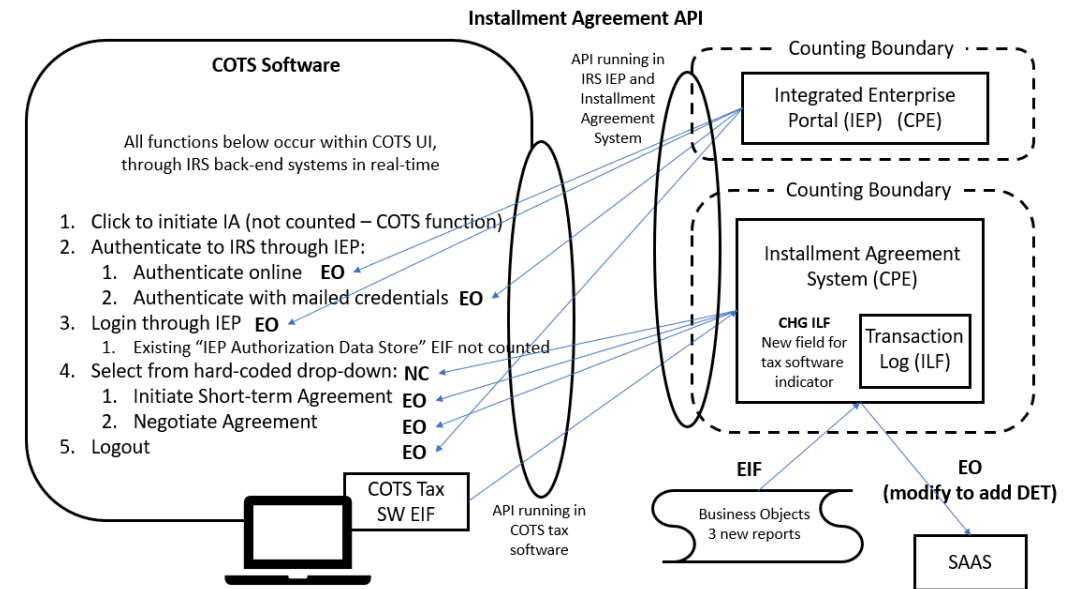 Installment Agreement API
COTS Software
All functions below occur within COTS UI,
through IRS back-end systems in real-time
1. Click to initiate IA (not counted – COTS function)
2. Authenticate to IRS through IEP:
1. Authenticate online EO
2. Authenticate with mailed credentials EO
3. Login through IEP EO
1. Existing “IEP Authorization Data Store” EIF not counted
4. Select from hard-coded drop-down: NC
1. Initiate Short-term Agreement EO
2. Negotiate Agreement EO
5. Logout EO
COTS Tax
SW EIF
API running in
COTS tax
software
API running in
IRS IEP and
Installment
Agreement
System
Counting Boundary
Integrated Enterprise
Portal (IEP) (CPE)
Counting Boundary
Installment Agreement
System (CPE)
CHG ILF
New field for
tax software
indicator
Transaction
Log (ILF)
EIF
Business Objects
3 new reports
EO
(modify to add DET)
SAAS